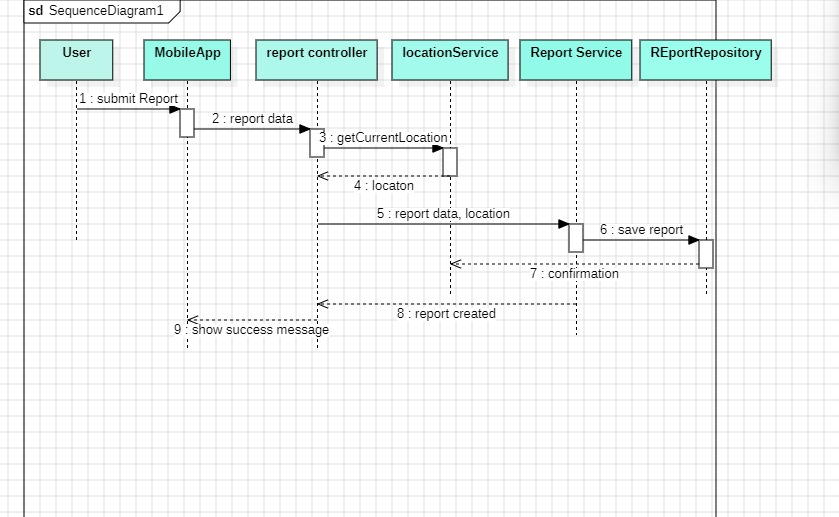 sd SequenceDiagram1
User
MobileApp
report controller
locationService
Report Service
REportRepository
1 : submit Report
2 : report data
3 : getCurrentLocation
4 : locaton
5 : report data, location
6 : save report
7 : confirmation
8 : report created
9 : show success message